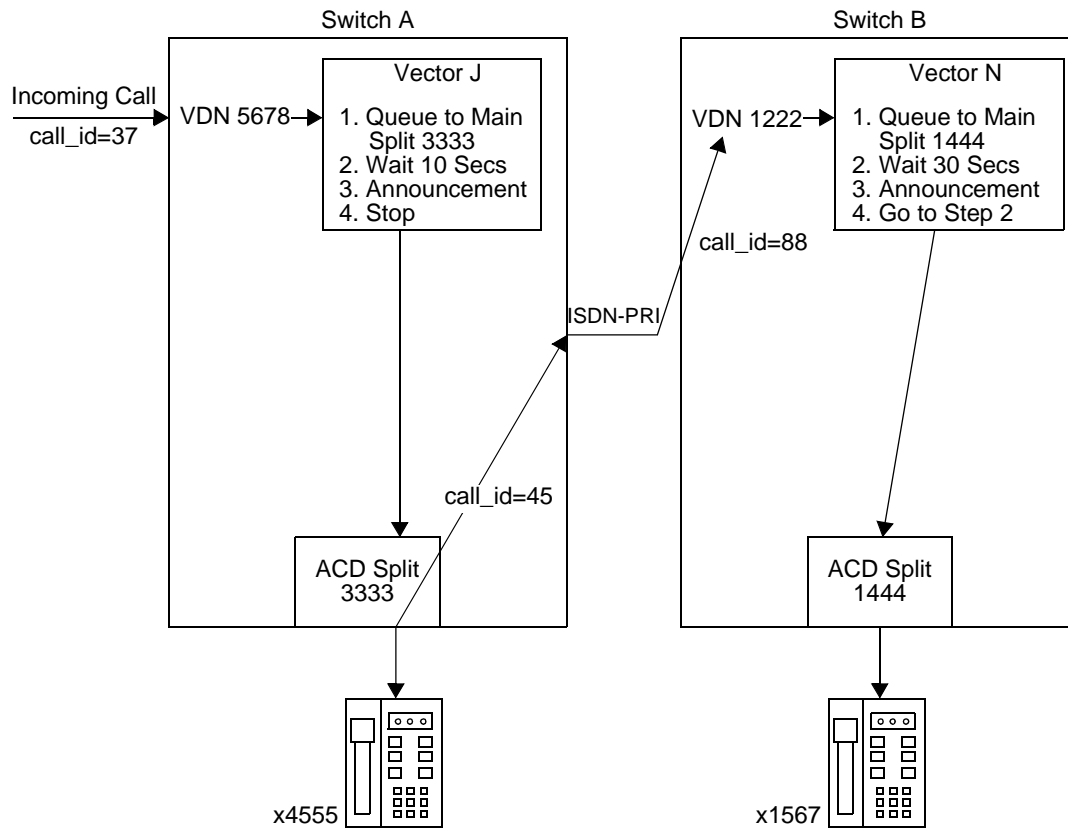 Switch A
Switch B
Incoming Call
call_id=37
VDN 5678
Vector J
1. Queue to Main
Split 3333
2. Wait 10 Secs
3. Announcement
4. Stop
VDN 1222
Vector N
1. Queue to Main
Split 1444
2. Wait 30 Secs
3. Announcement
4. Go to Step 2
call_id=88
ISDN-PRI
call_id=45
ACD Split
3333
ACD Split
1444
x4555
x1567